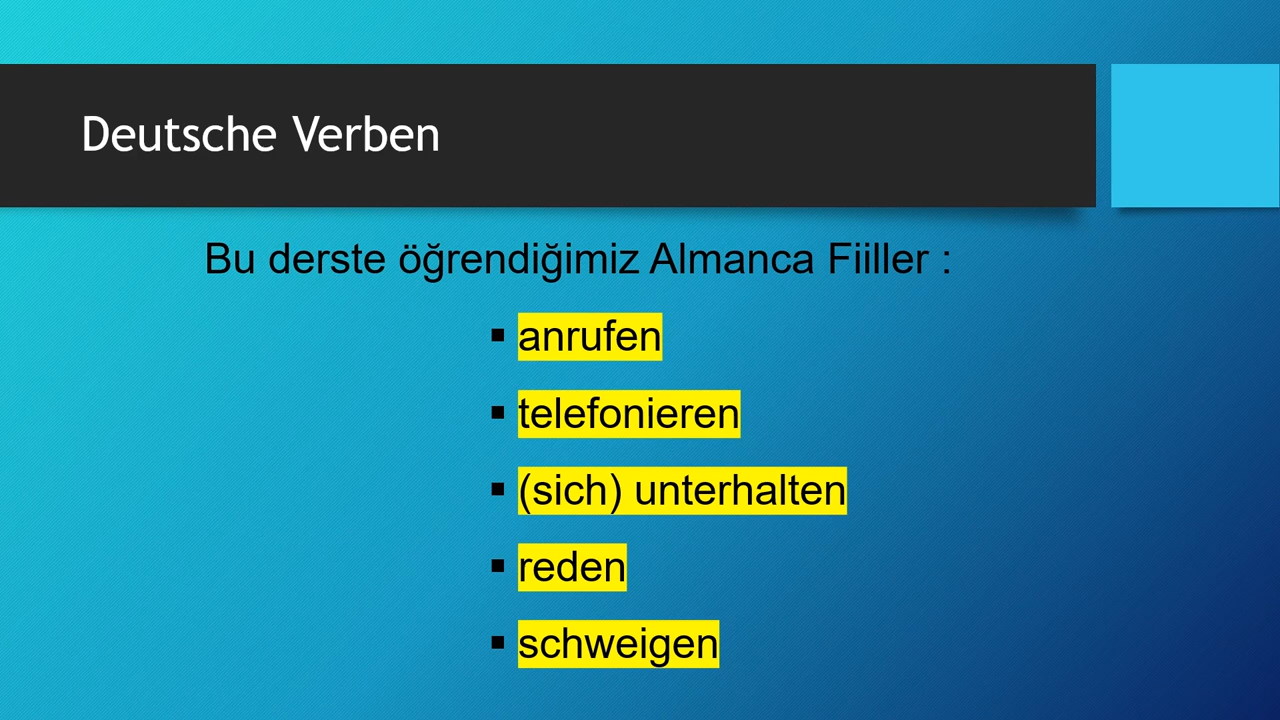 Deutsche Verben
Bu derste öğrendiğimiz Almanca Fiiller :
▪ anrufen
▪ telefonieren
▪ (sich) unterhalten
▪ reden
▪ schweigen